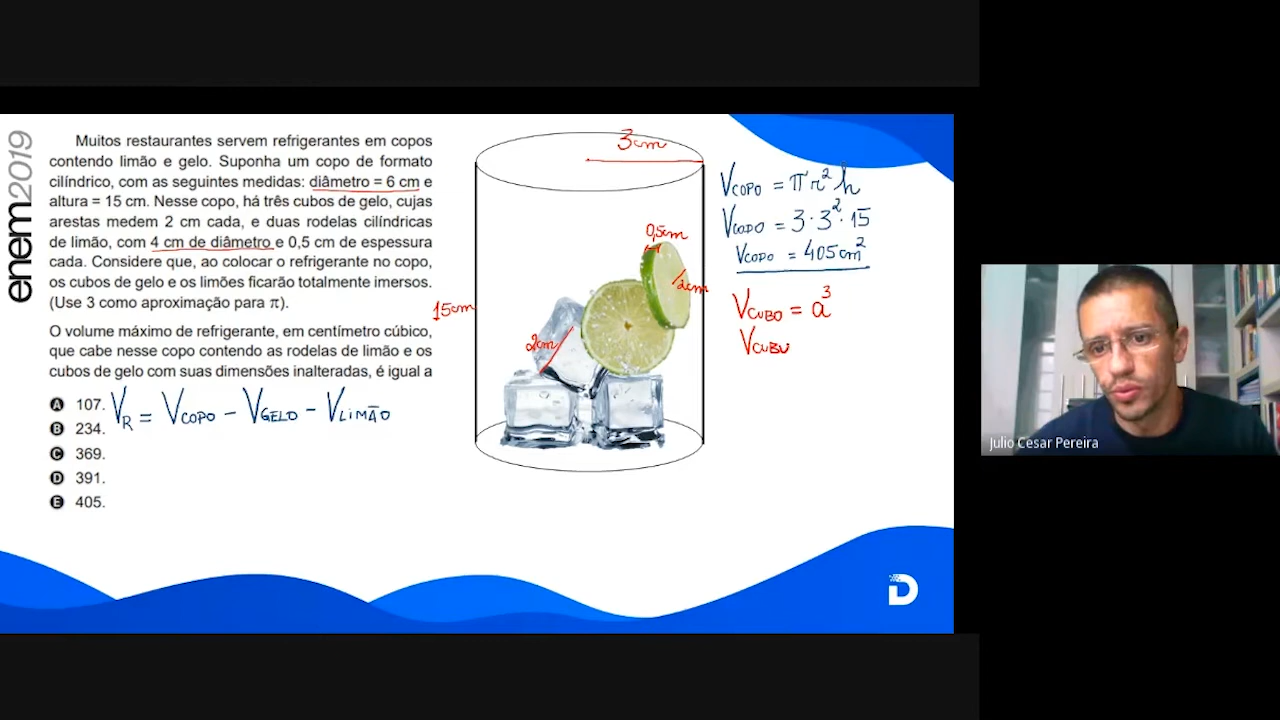 enem2019
Muitos restaurantes servem refrigerantes em copos
contendo limão e gelo. Suponha um copo de formato
cilíndrico, com as seguintes medidas: diâmetro = 6 cm e
altura = 15 cm. Nesse copo, há três cubos de gelo, cujas
arestas medem 2 cm cada, e duas rodelas cilíndricas
de limão, com 4 cm de diâmetro e 0,5 cm de espessura
cada. Considere que, ao colocar o refrigerante no copo,
os cubos de gelo e os limões ficarão totalmente imersos.
(Use 3 como aproximação para π).
O volume máximo de refrigerante, em centímetro cúbico,
que cabe nesse copo contendo as rodelas de limão e os
cubos de gelo com suas dimensões inalteradas, é igual a
A 107.
B 234.
C 369.
D 391.
E 405.
V_R = V_COPO - V_GELO - V_LIMÃO
3cm
0,5cm
2cm
15cm
2cm
V_COPO = π r² h
V_COPO = 3 · 3² · 15
V_COPO = 405 cm²
V_CUBO = a³
V_CUBU
D
Julio Cesar Pereira